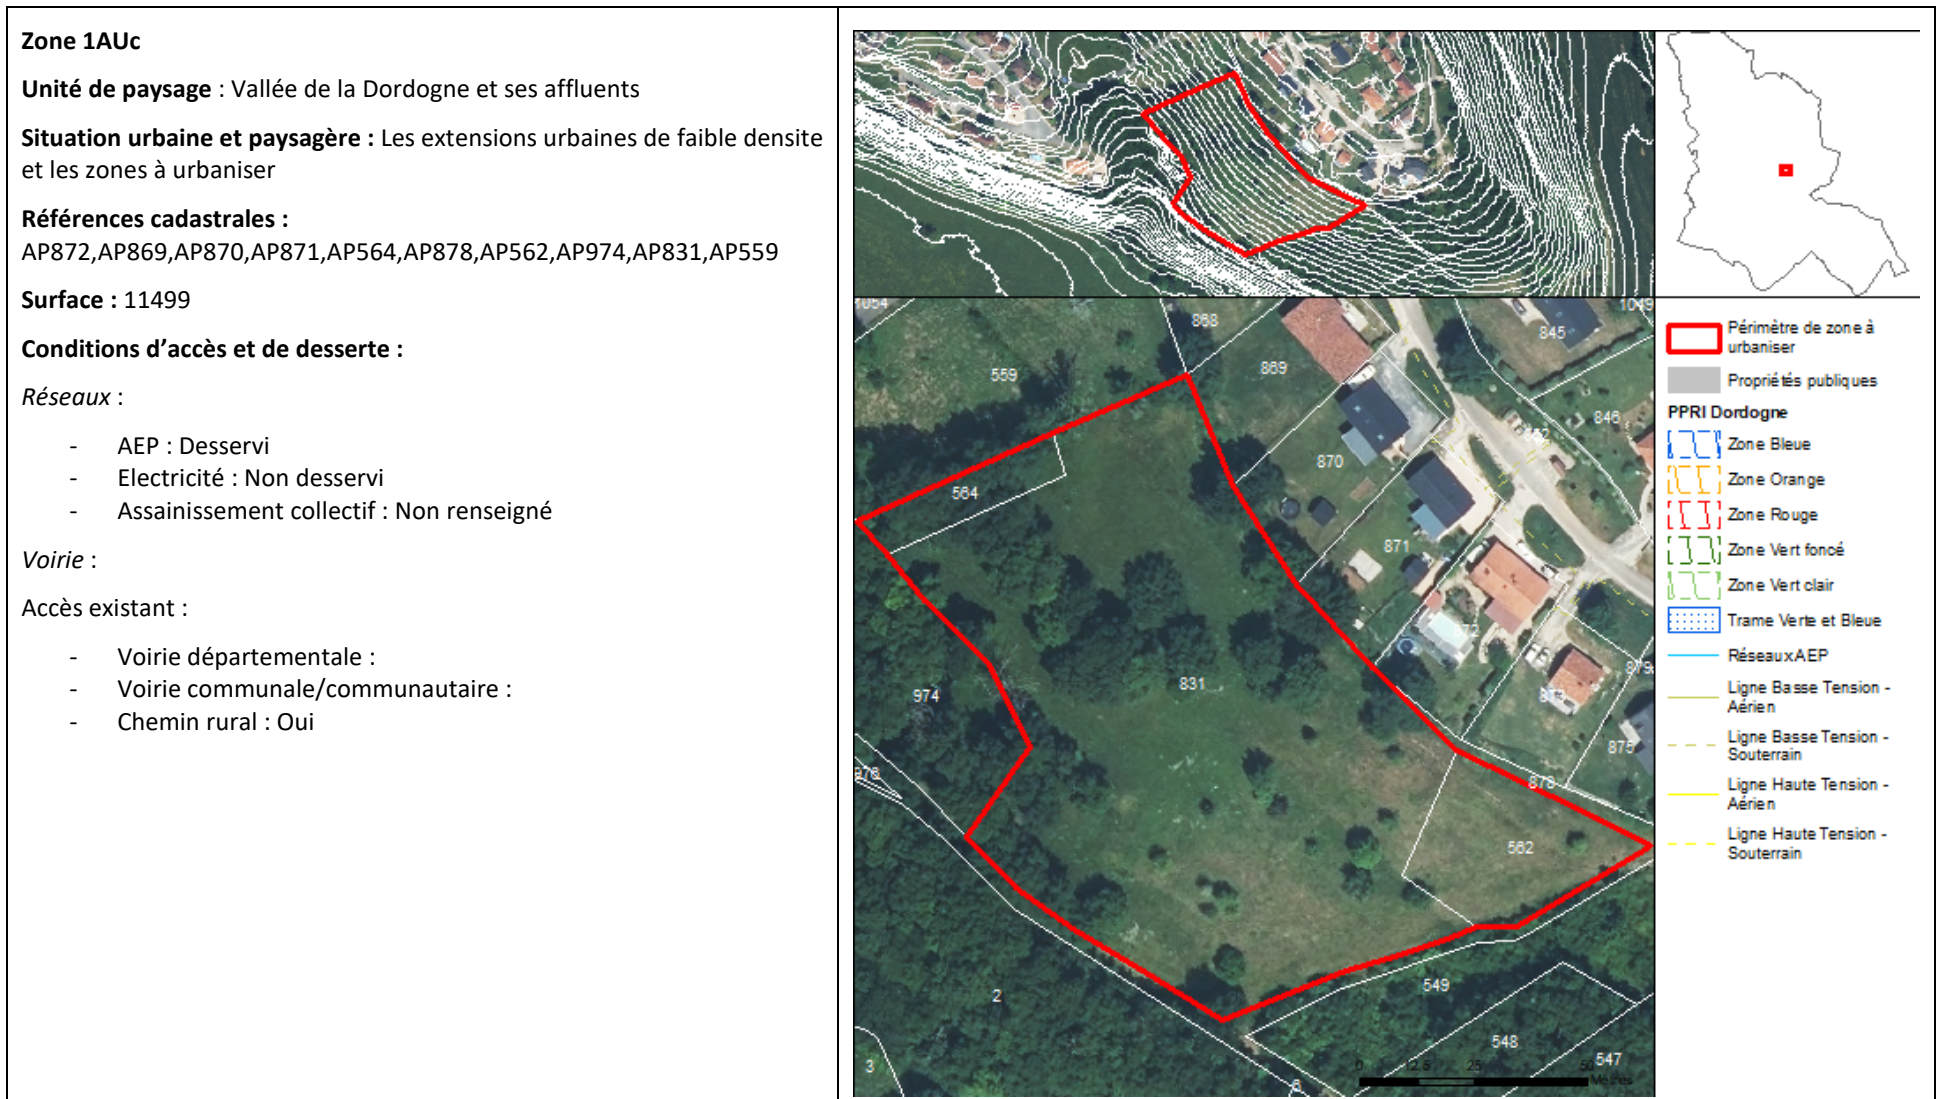 Zone 1AUc
Unité de paysage : Vallée de la Dordogne et ses affluents
Situation urbaine et paysagère : Les extensions urbaines de faible densite
et les zones à urbaniser
Références cadastrales :
AP872,AP869,AP870,AP871,AP564,AP878,AP562,AP974,AP831,AP559
Surface : 11499
Conditions d’accès et de desserte :
Réseaux :
- AEP : Desservi
- Electricité : Non desservi
- Assainissement collectif : Non renseigné
Voirie :
Accès existant :
- Voirie départementale :
- Voirie communale/communautaire :
- Chemin rural : Oui
1054
868
1049
845
559
869
846
870
564
871
831
974
879
875
878
562
2
549
548
547
3
6
0 12.5 25 50
Mètres
Périmètre de zone à
urbaniser
Propriétés publiques
PPRI Dordogne
Zone Bleue
Zone Orange
Zone Rouge
Zone Vert foncé
Zone Vert clair
Trame Verte et Bleue
Réseaux AEP
Ligne Basse Tension -
Aérien
Ligne Basse Tension -
Souterrain
Ligne Haute Tension -
Aérien
Ligne Haute Tension -
Souterrain